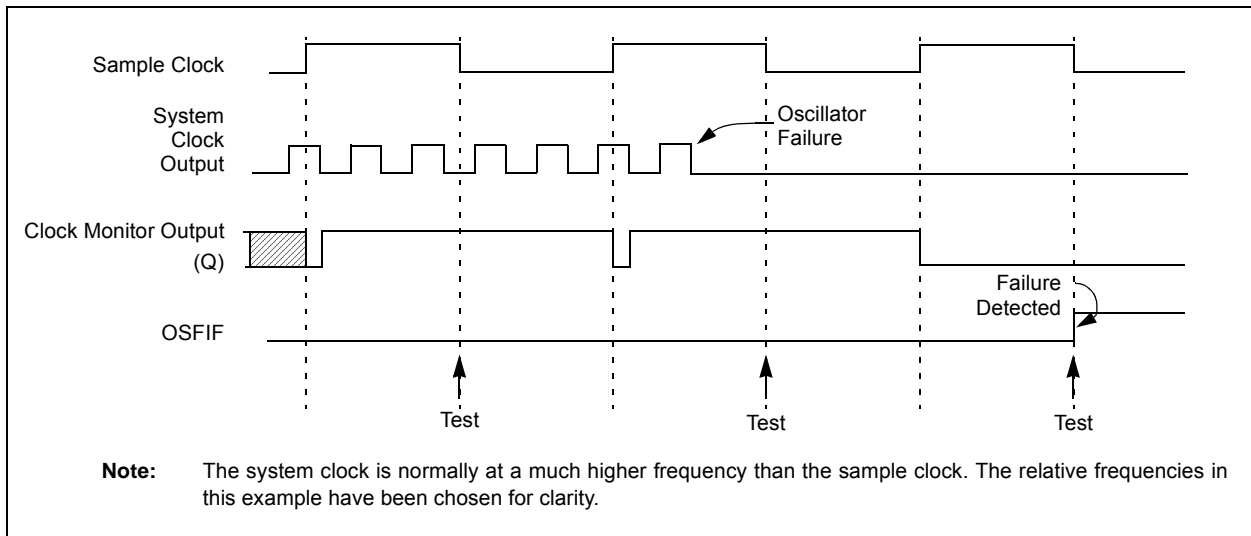 Sample Clock
System
Clock
Output
Oscillator
Failure
Clock Monitor Output
(Q)
Failure
Detected
OSFIF
Test
Test
Test
Note: The system clock is normally at a much higher frequency than the sample clock. The relative frequencies in
this example have been chosen for clarity.